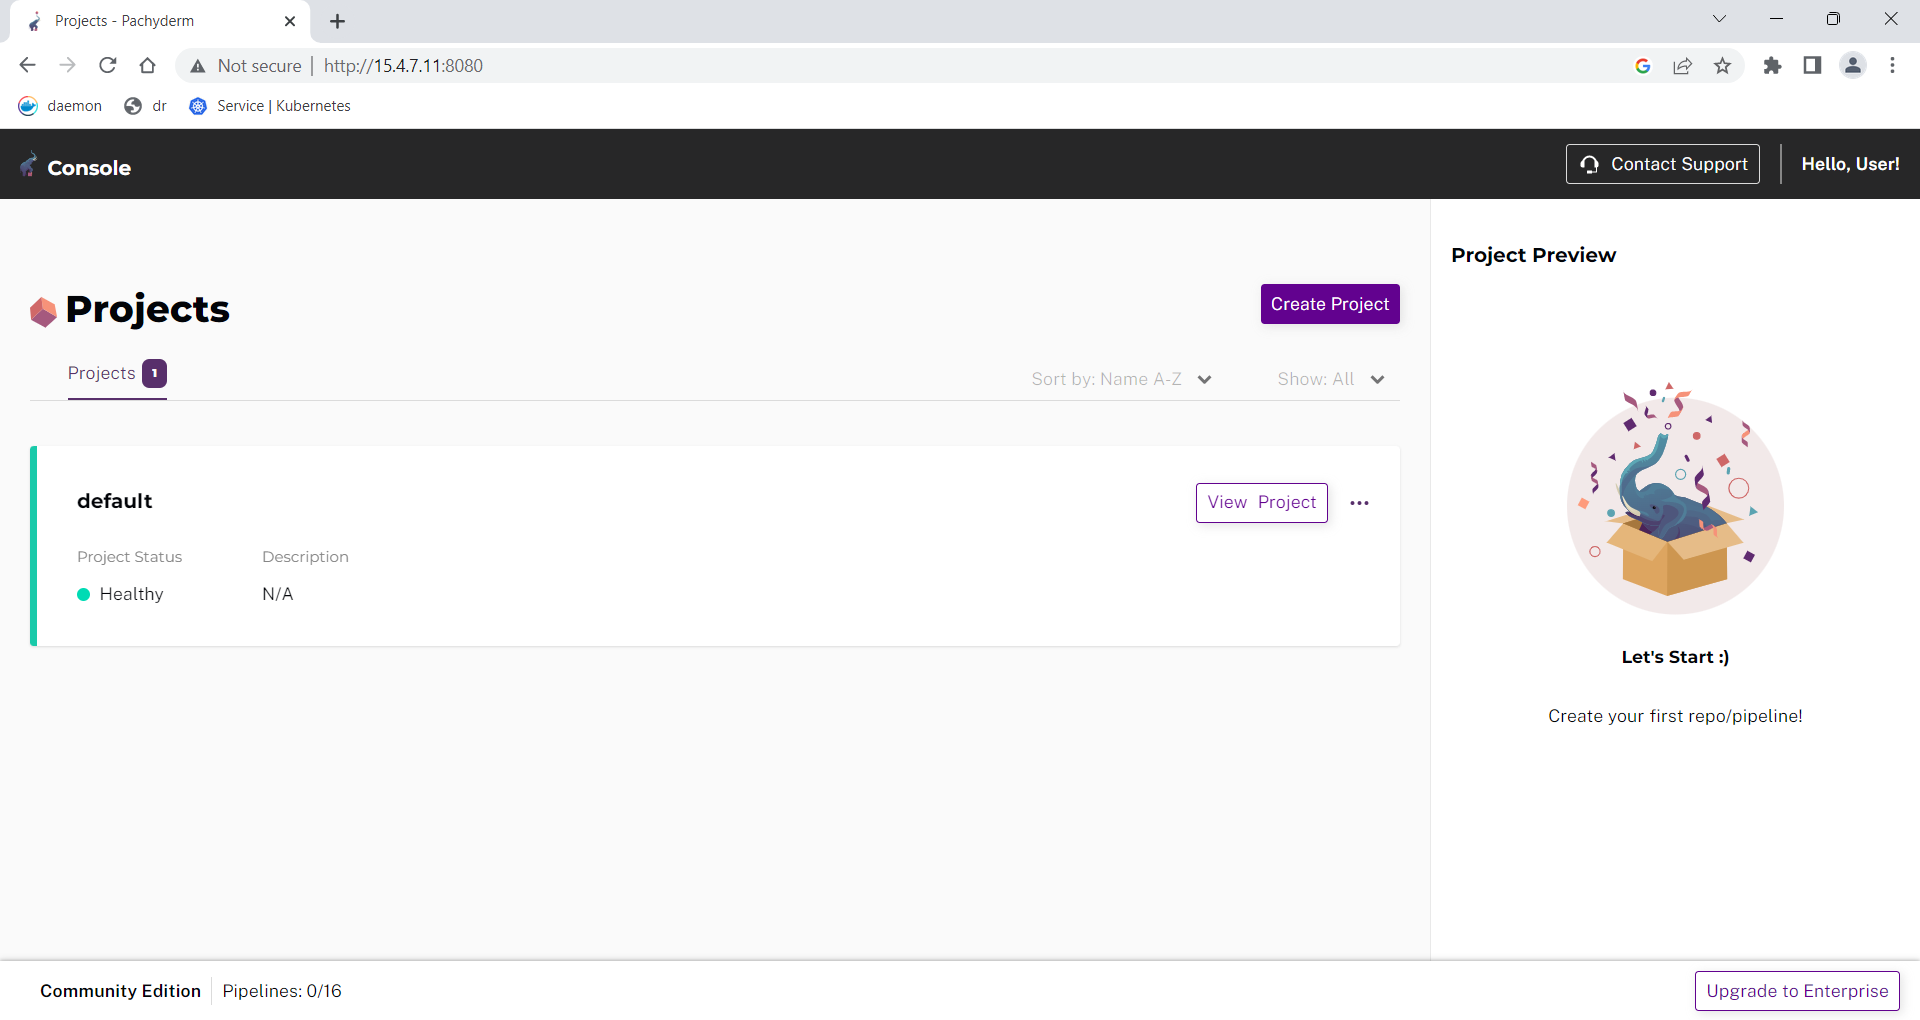 Projects - Pachyderm
Not secure | http://15.4.7.11:8080
daemon dr Service | Kubernetes
Console Contact Support Hello, User!
Project Preview
Projects Create Project
Projects 1 Sort by: Name A-Z Show: All
default View Project
Project Status Description
Healthy N/A
Let's Start :)
Create your first repo/pipeline!
Community Edition Pipelines: 0/16 Upgrade to Enterprise